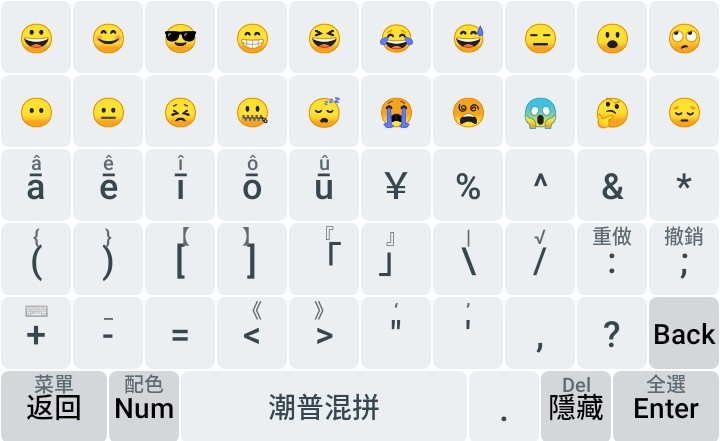 😀 😊 😎 😁 😆 😂 😅 😑 😮 🙄
😶 😐 😣 🤐 😴 😭 😵‍💫 😱 🤔 😔
â ê î ô û
ā ē ī ō ū ¥ % ^ & *
{ } 【 】 『 』 | √ 重做 撤銷
( ) [ ] 「 」 \ / : ;
⌨ _ 《 》 ‘ ’
+ - = < > " ' , ? Back
菜單 配色 Del 全選
返回 Num 潮普混拼 . 隱藏 Enter